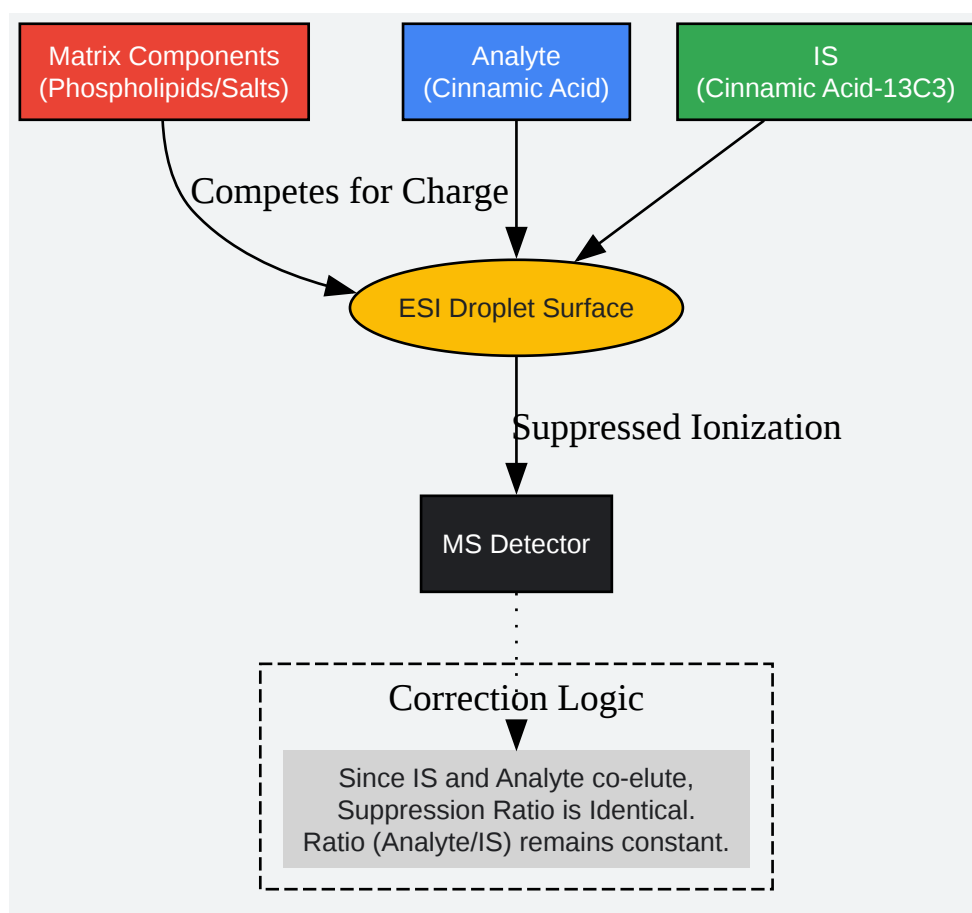 Matrix Components
(Phospholipids/Salts)
Analyte
(Cinnamic Acid)
IS
(Cinnamic Acid-13C3)
Competes for Charge
ESI Droplet Surface
Suppressed Ionization
MS Detector
Correction Logic
Since IS and Analyte co-elute,
Suppression Ratio is Identical.
Ratio (Analyte/IS) remains constant.